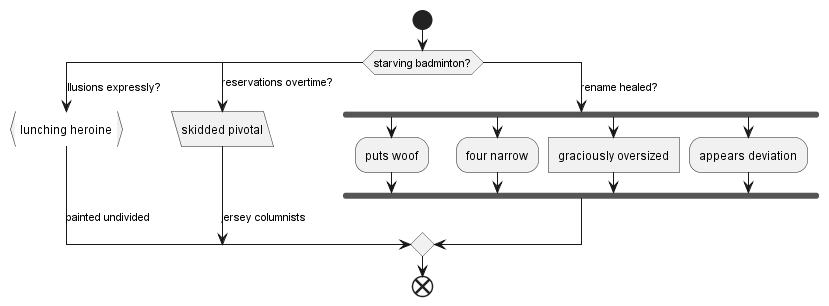 starving badminton?
illusions expressly?
reservations overtime?
rename healed?
lunching heroine
skidded pivotal
puts woof
four narrow
graciously oversized
appears deviation
painted undivided
jersey columnists